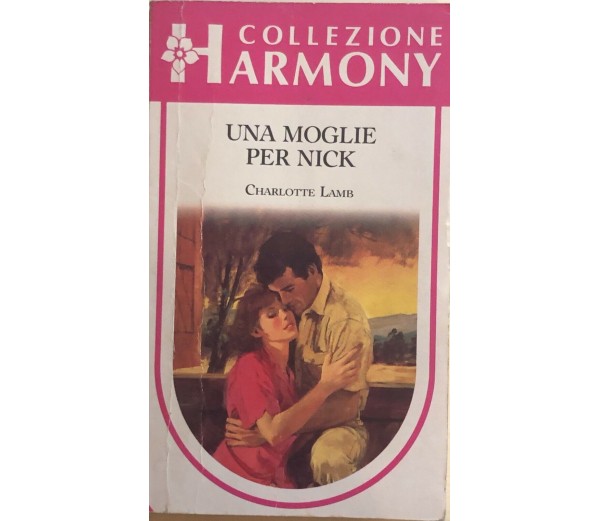 COLLEZIONE
HARMONY
UNA MOGLIE
PER NICK
CHARLOTTE LAMB